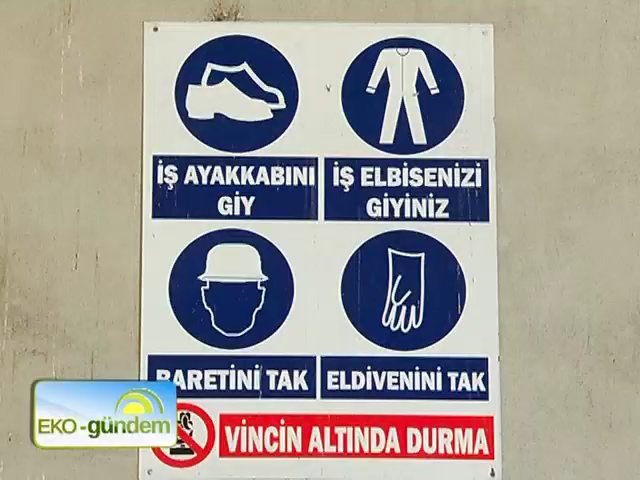 İŞ AYAKKABINI
GİY
İŞ ELBİSENİZİ
GİYİNİZ
BARETİNİ TAK
ELDİVENİNİ TAK
VİNCİN ALTINDA DURMA
EKO-gündem